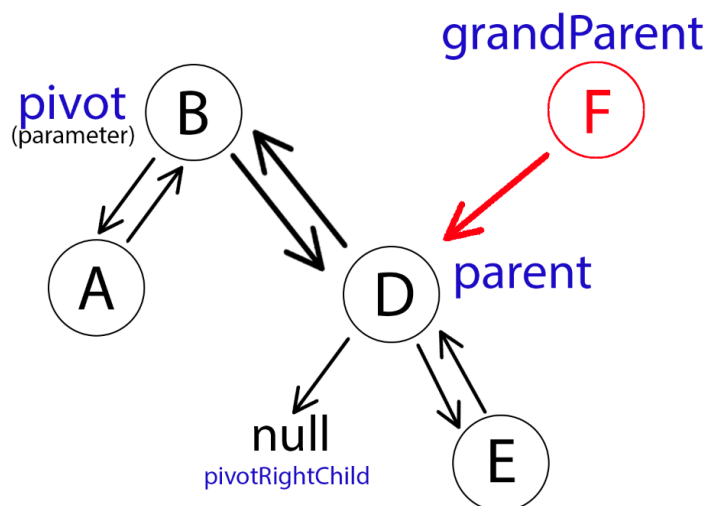 grandParent
pivot
(parameter)
B
F
A
D
parent
null
pivotRightChild
E